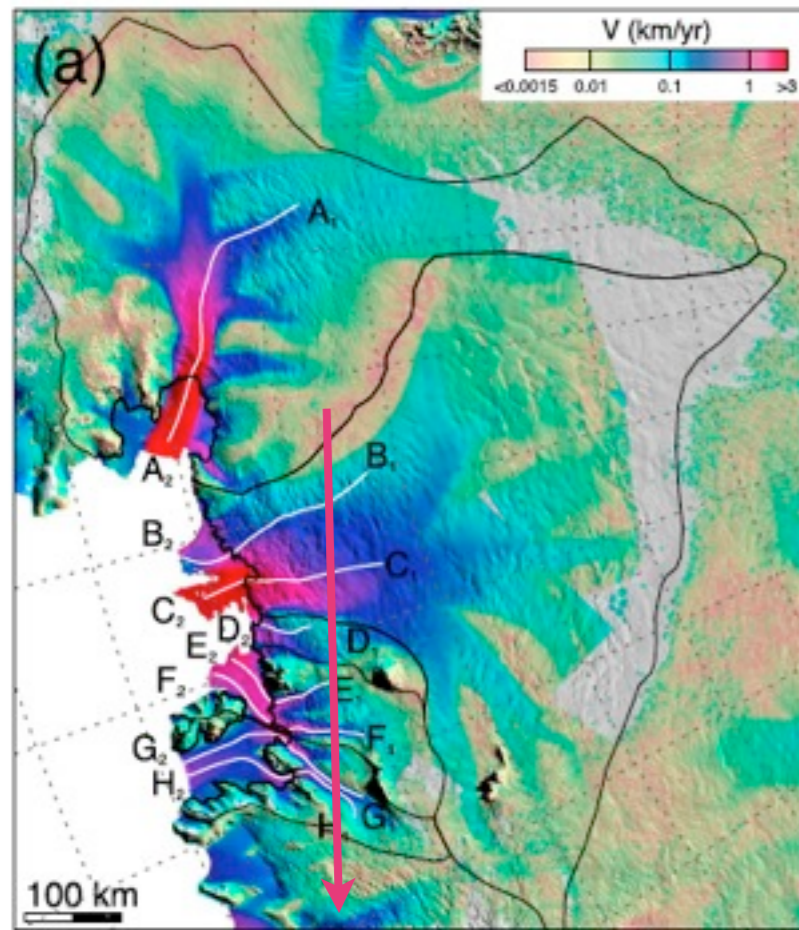 (a)
V (km/yr)
<0.0015 0.01 0.1 1 >3
A₁
A₂
B₁
B₂
C₁
C₂
D₂
D
E₂
E
F₂
F₁
G₂
G
H₂
100 km